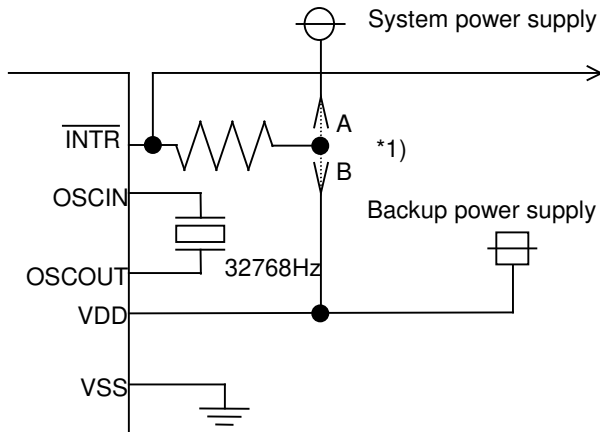 System power supply
A
INTR
*1)
B
OSCIN
Backup power supply
32768Hz
OSCOUT
VDD
VSS